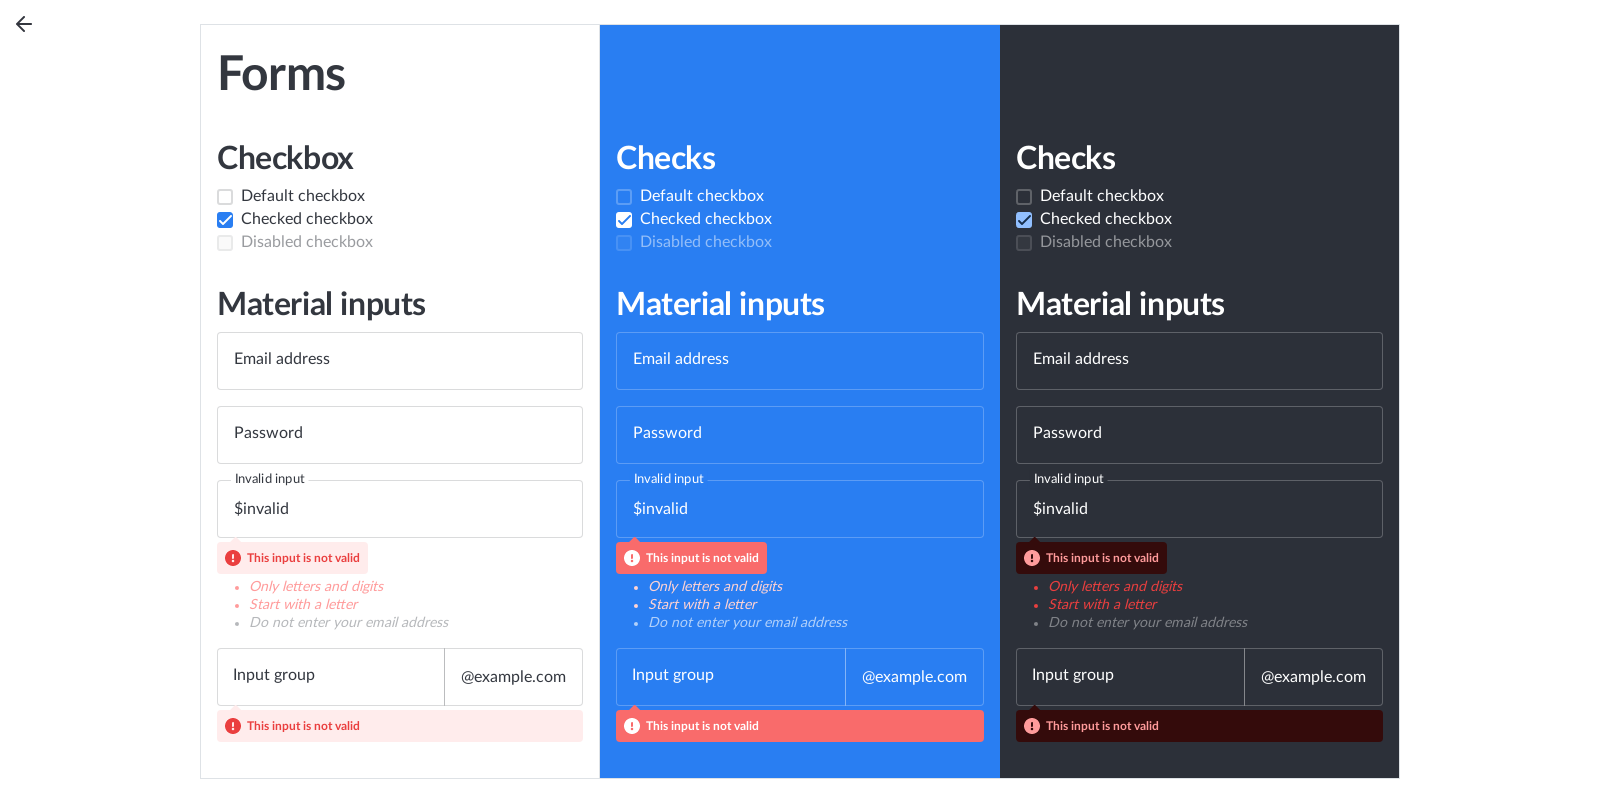 Forms
Checkbox
Default checkbox
Checked checkbox
Disabled checkbox
Material inputs
Email address
Password
Invalid input
$invalid
This input is not valid
Only letters and digits
Start with a letter
Do not enter your email address
Input group
@example.com
This input is not valid
Checks
Default checkbox
Checked checkbox
Disabled checkbox
Material inputs
Email address
Password
Invalid input
$invalid
This input is not valid
Only letters and digits
Start with a letter
Do not enter your email address
Input group
@example.com
This input is not valid
Checks
Default checkbox
Checked checkbox
Disabled checkbox
Material inputs
Email address
Password
Invalid input
$invalid
This input is not valid
Only letters and digits
Start with a letter
Do not enter your email address
Input group
@example.com
This input is not valid